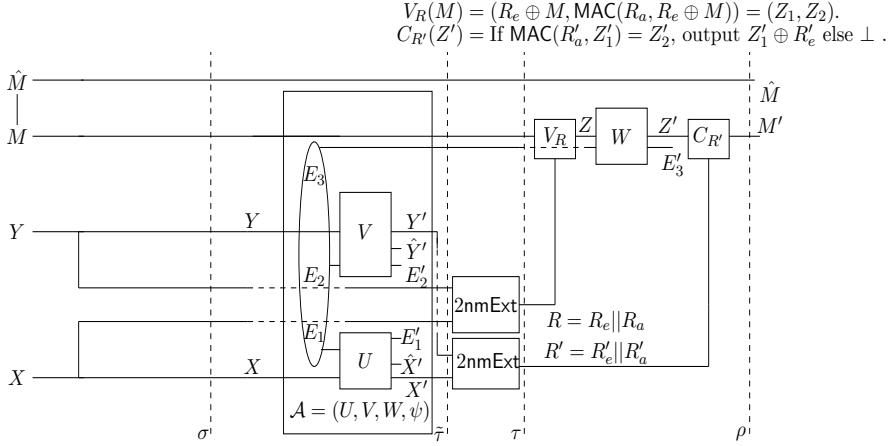 V_R(M) = (R_e ⊕ M, MAC(R_a, R_e ⊕ M)) = (Z_1, Z_2).
C_{R'}(Z') = If MAC(R'_a, Z'_1) = Z'_2, output Z'_1 ⊕ R'_e else ⊥ .
M̂
M̂
M
V_R
Z
W
Z'
C_{R'}
M'
E_3
E'_3
Y
Y
V
Y'
Ŷ'
E_2
E'_2
2nmExt
R = R_e||R_a
E_1
E'_1
U
X̂'
2nmExt
R' = R'_e||R'_a
X
X
X'
A = (U, V, W, ψ)
σ
τ̃
τ
ρ